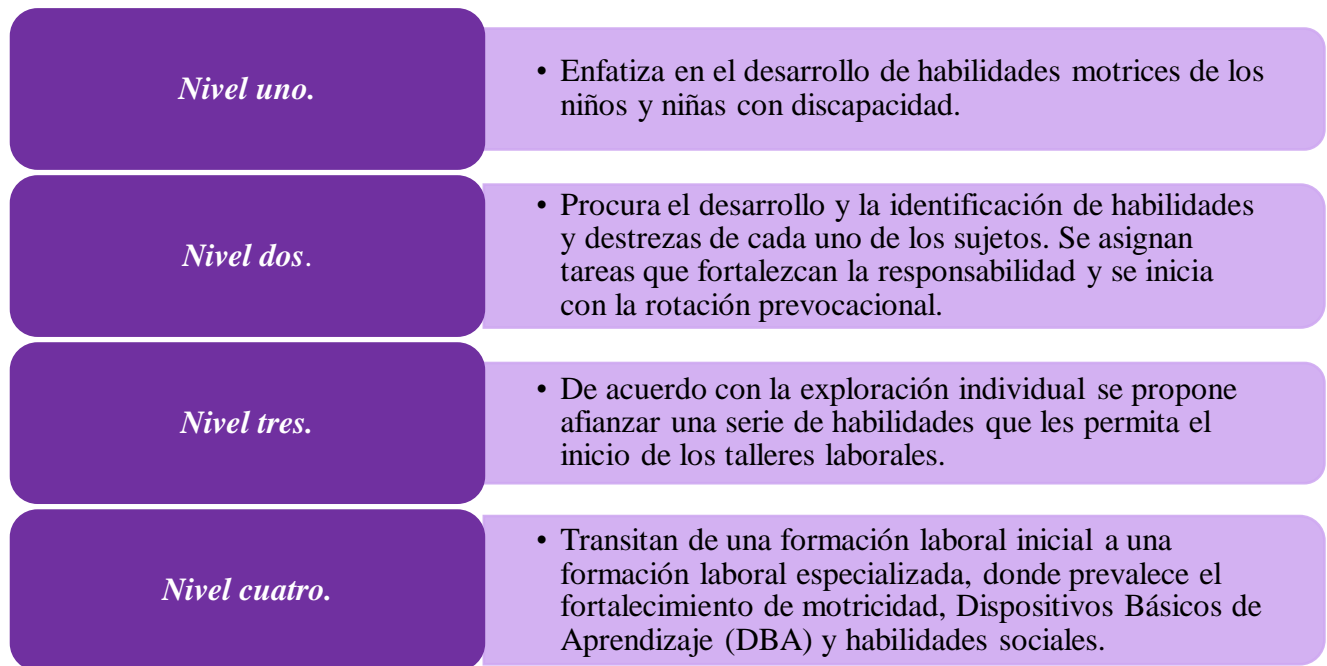 Nivel uno.
• Enfatiza en el desarrollo de habilidades motrices de los
niños y niñas con discapacidad.
Nivel dos.
• Procura el desarrollo y la identificación de habilidades
y destrezas de cada uno de los sujetos. Se asignan
tareas que fortalezcan la responsabilidad y se inicia
con la rotación prevocacional.
Nivel tres.
• De acuerdo con la exploración individual se propone
afianzar una serie de habilidades que les permita el
inicio de los talleres laborales.
Nivel cuatro.
• Transitan de una formación laboral inicial a una
formación laboral especializada, donde prevalece el
fortalecimiento de motricidad, Dispositivos Básicos de
Aprendizaje (DBA) y habilidades sociales.